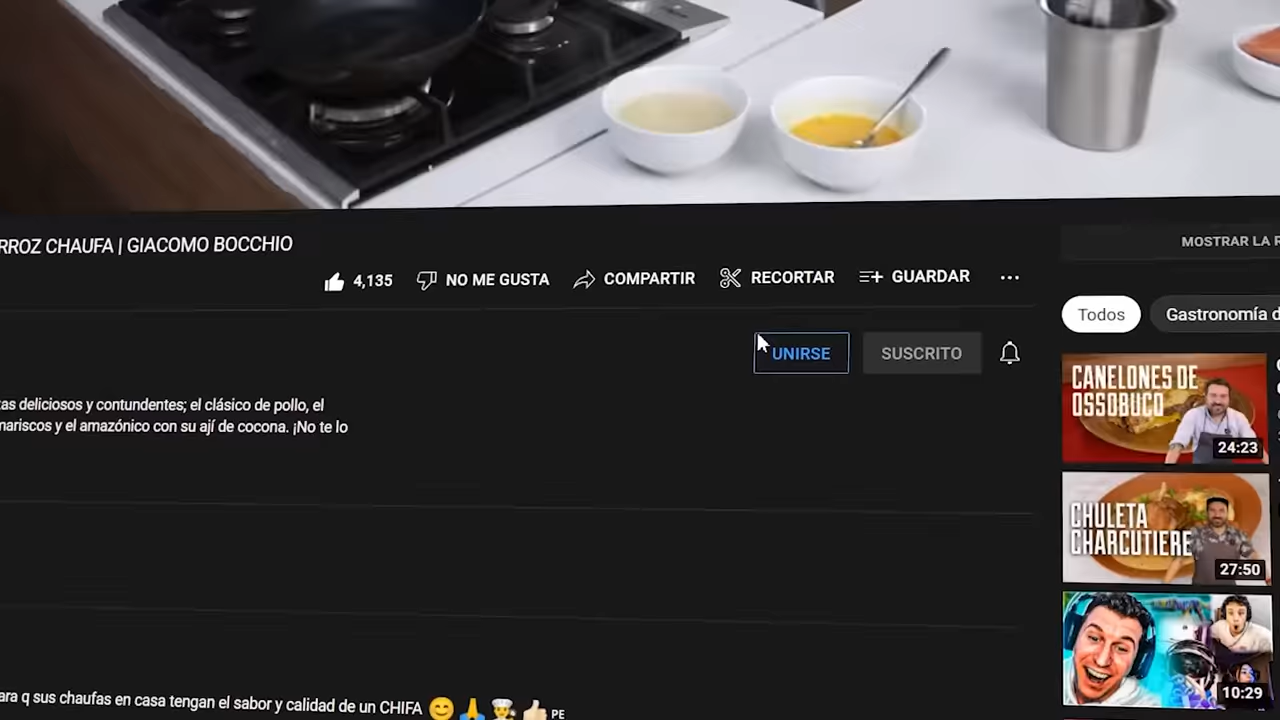 RROZ CHAUFA | GIACOMO BOCCHIO
4,135 NO ME GUSTA COMPARTIR RECORTAR GUARDAR
MOSTRAR LA R
UNIRSE SUSCRITO
Todos Gastronomía d
tas deliciosos y contundentes; el clásico de pollo, el
mariscos y el amazónico con su ají de cocona. ¡No te lo
CANELONES DE
OSSOBUCO
24:23
CHULETA
CHARCUTIERE
27:50
10:29
ara q sus chaufas en casa tengan el sabor y calidad de un CHIFA 😊🙏👨‍🍳👍🏻 PE